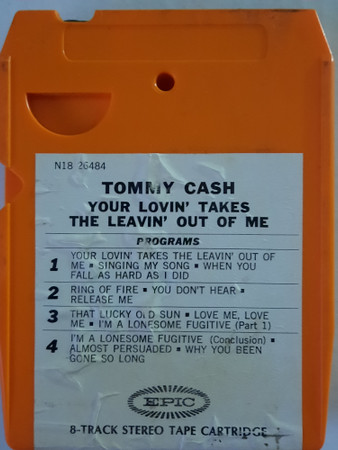 N18 26484
TOMMY CASH
YOUR LOVIN' TAKES
THE LEAVIN' OUT OF ME
PROGRAMS
1 YOUR LOVIN' TAKES THE LEAVIN' OUT OF
ME ▪ SINGING MY SONG ▪ WHEN YOU
FALL AS HARD AS I DID
2 RING OF FIRE ▪ YOU DON'T HEAR ▪
RELEASE ME
3 THAT LUCKY OLD SUN ▪ LOVE ME, LOVE
ME ▪ I'M A LONESOME FUGITIVE (Part 1)
4 I'M A LONESOME FUGITIVE (Conclusion) ▪
ALMOST PERSUADED ▪ WHY YOU BEEN
GONE SO LONG
EPIC
8-TRACK STEREO TAPE CARTRIDGE